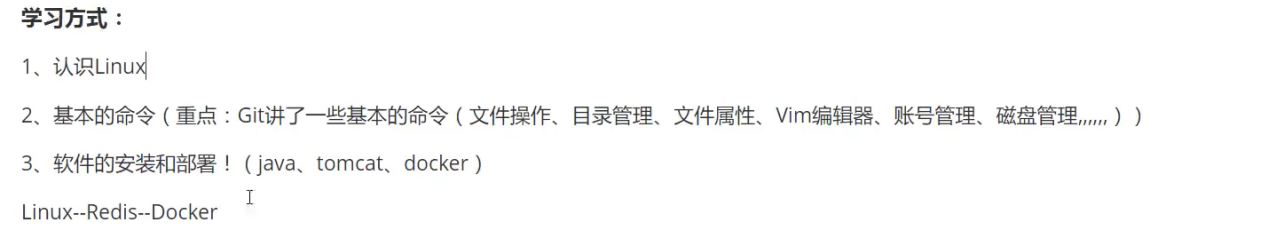 学习方式：
1、认识Linux
2、基本的命令（重点：Git讲了一些基本的命令（文件操作、目录管理、文件属性、Vim编辑器、账号管理、磁盘管理,,,,,,））
3、软件的安装和部署！（java、tomcat、docker）
Linux--Redis--Docker